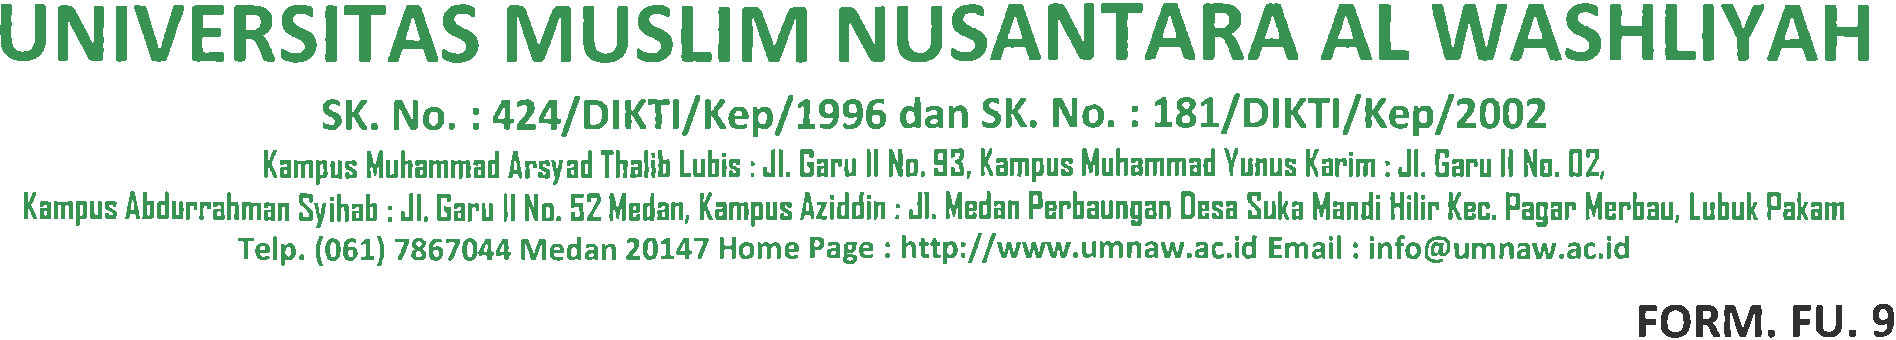 UNIVERSITAS MUSLIM NUSANTARA AL WASHLIYAH
SK. No. : 424/DIKTI/Kep/1996 dan SK. No. : 181/DIKTI/Kep/2002
Kampus Muhammad Arsyad Thalib Lubis : Jl. Garu II No. 93, Kampus Muhammad Yunus Karim : Jl. Garu II No. 02,
Kampus Abdurrahman Syihab : Jl. Garu II No. 52 Medan, Kampus Aziddin : Jl. Medan Perbaungan Desa Suka Mandi Hilir Kec. Pagar Merbau, Lubuk Pakam
Telp. (061) 7867044 Medan 20147 Home Page : http://www.umnaw.ac.id Email : info@umnaw.ac.id
FORM. FU. 9